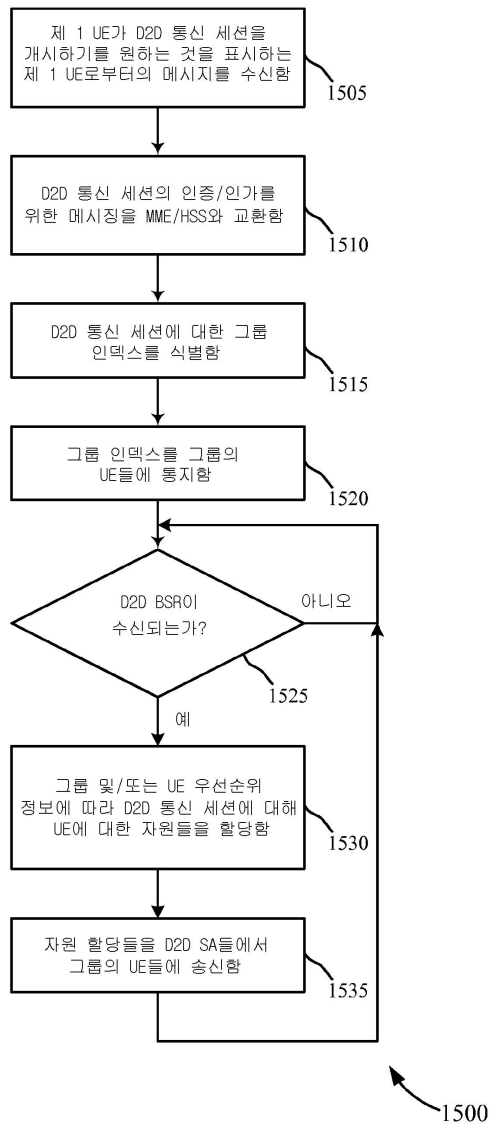 제 1 UE가 D2D 통신 세션을
개시하기를 원하는 것을 표시하는
제 1 UE로부터의 메시지를 수신함
1505
D2D 통신 세션의 인증/인가를
위한 메시징을 MME/HSS와 교환함
1510
D2D 통신 세션에 대한 그룹
인덱스를 식별함
1515
그룹 인덱스를 그룹의
UE들에 통지함
1520
D2D BSR이
수신되는가?
아니오
1525
예
그룹 및/또는 UE 우선순위
정보에 따라 D2D 통신 세션에 대해
UE에 대한 자원들을 할당함
1530
자원 할당들을 D2D SA들에서
그룹의 UE들에 송신함
1535
1500